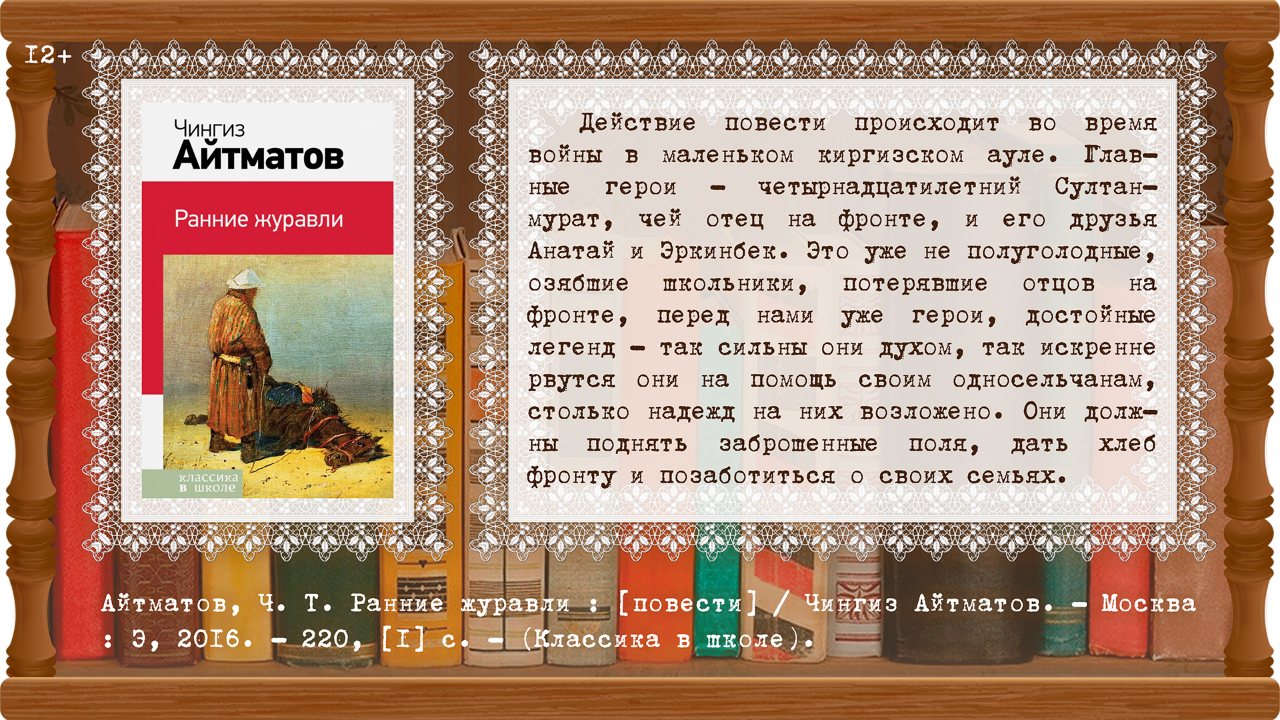 12+
Чингиз
Айтматов
Ранние журавли
классика
в школе
Действие повести происходит во время
войны в маленьком киргизском ауле. Глав-
ные герои – четырнадцатилетний Султан-
мурат, чей отец на фронте, и его друзья
Анатай и Эркинбек. Это уже не полуголодные,
озябшие школьники, потерявшие отцов на
фронте, перед нами уже герои, достойные
легенд – так сильны они духом, так искренне
рвутся они на помощь своим односельчанам,
столько надежд на них возложено. Они долж-
ны поднять заброшенные поля, дать хлеб
фронту и позаботиться о своих семьях.
Айтматов, Ч. Т. Ранние журавли : [повести] / Чингиз Айтматов. – Москва
: Э, 2016. – 220, [1] с. – (Классика в школе).